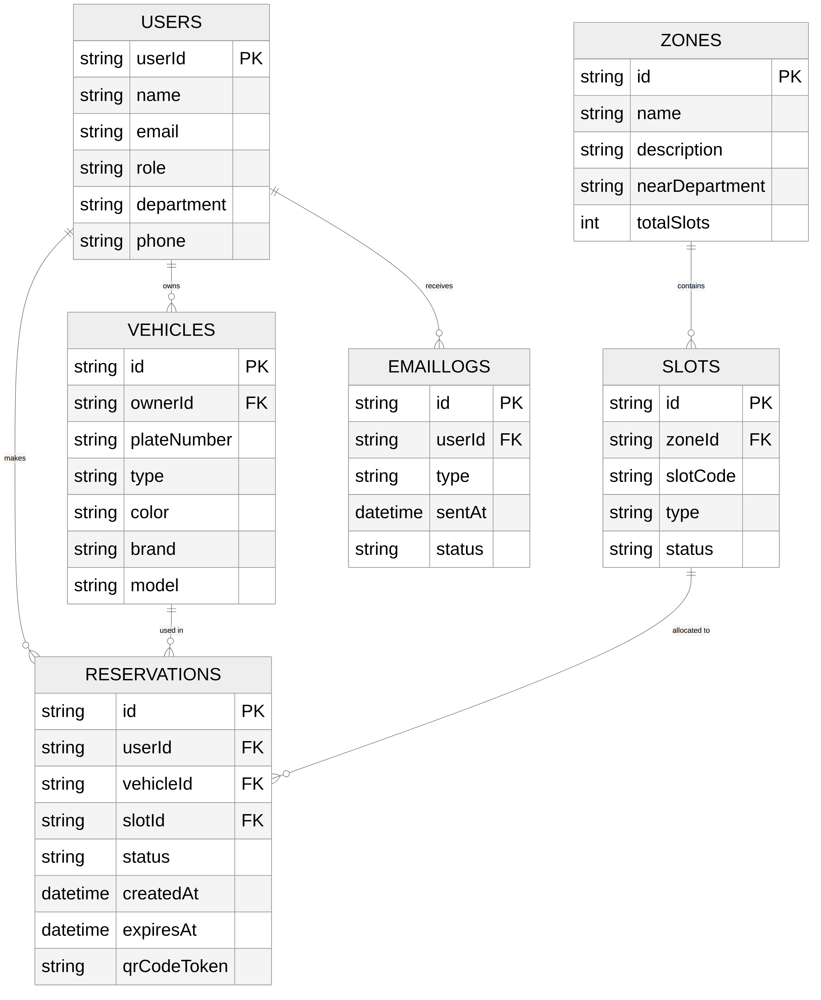 USERS
string userId PK
string name
string email
string role
string department
string phone
ZONES
string id PK
string name
string description
string nearDepartment
int totalSlots
owns
receives
contains
VEHICLES
string id PK
string ownerId FK
string plateNumber
string type
string color
string brand
string model
EMAILLOGS
string id PK
string userId FK
string type
datetime sentAt
string status
SLOTS
string id PK
string zoneId FK
string slotCode
string type
string status
makes
used in
allocated to
RESERVATIONS
string id PK
string userId FK
string vehicleId FK
string slotId FK
string status
datetime createdAt
datetime expiresAt
string qrCodeToken